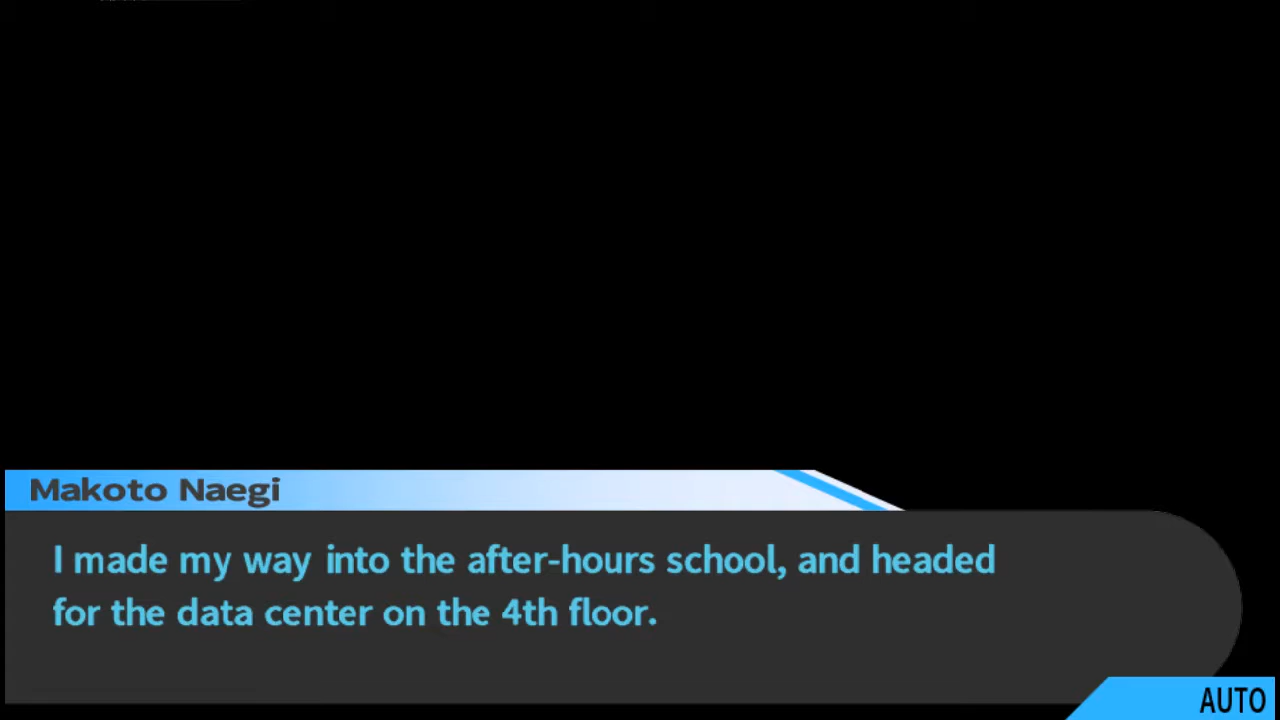 Makoto Naegi
I made my way into the after-hours school, and headed
for the data center on the 4th floor.
AUTO